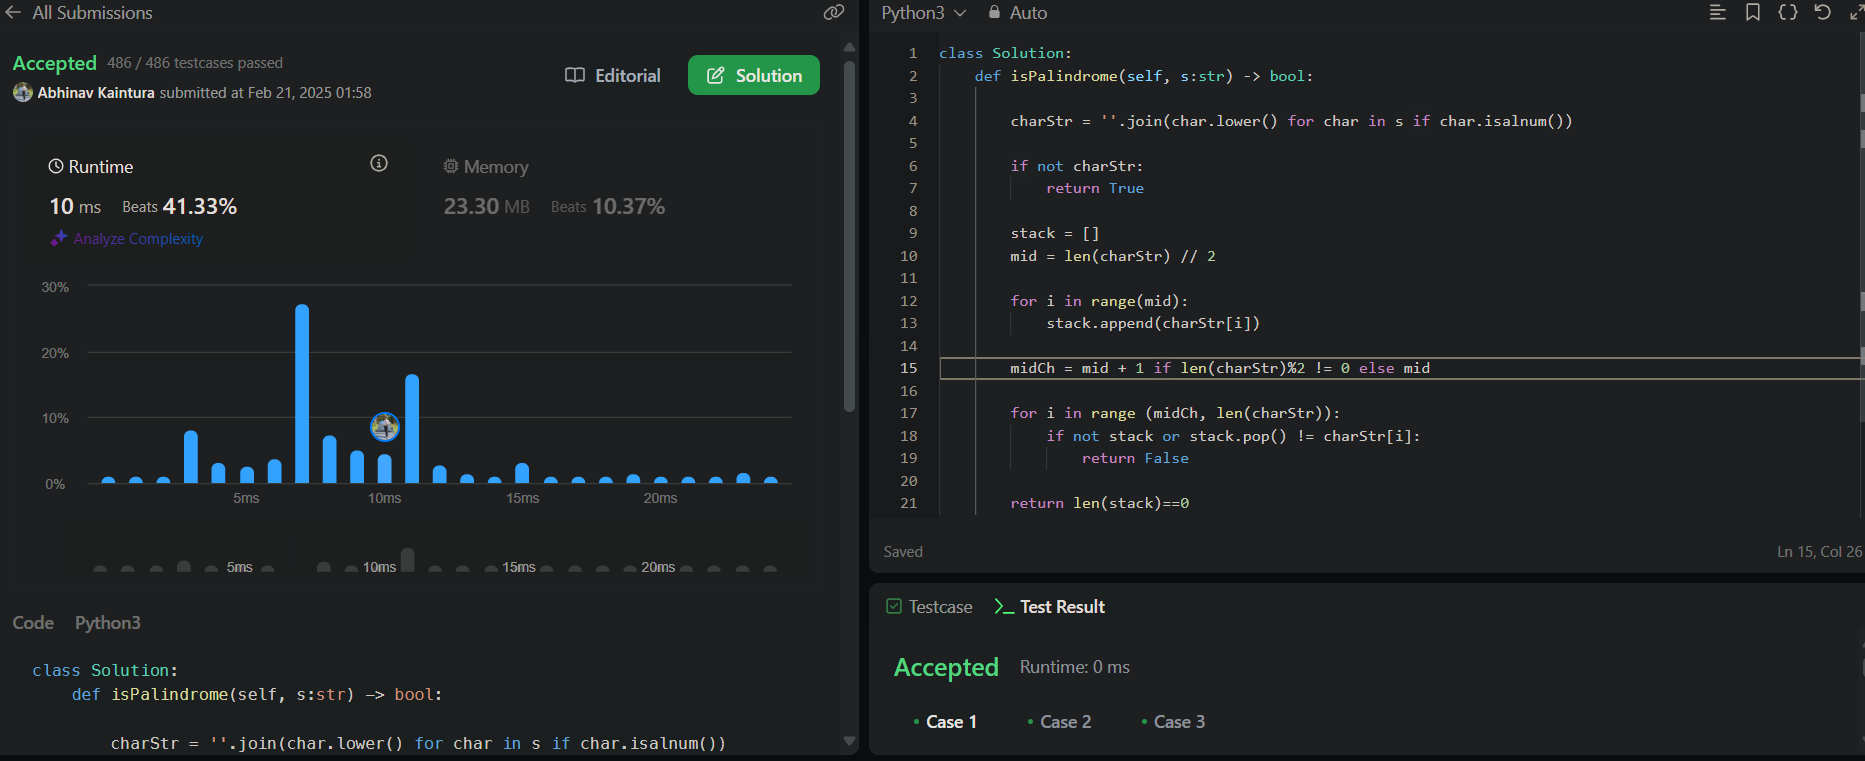 All Submissions
Accepted 486 / 486 testcases passed
Abhinav Kaintura submitted at Feb 21, 2025 01:58
Editorial
Solution
Runtime
10 ms Beats 41.33%
Analyze Complexity
Memory
23.30 MB Beats 10.37%
30%
20%
10%
0%
5ms 10ms 15ms 20ms
5ms 10ms 15ms 20ms
Code Python3
class Solution:
def isPalindrome(self, s:str) -> bool:
charStr = ''.join(char.lower() for char in s if char.isalnum())
Python3 Auto
1 class Solution:
2 def isPalindrome(self, s:str) -> bool:
3
4 charStr = ''.join(char.lower() for char in s if char.isalnum())
5
6 if not charStr:
7 return True
8
9 stack = []
10 mid = len(charStr) // 2
11
12 for i in range(mid):
13 stack.append(charStr[i])
14
15 midCh = mid + 1 if len(charStr)%2 != 0 else mid
16
17 for i in range (midCh, len(charStr)):
18 if not stack or stack.pop() != charStr[i]:
19 return False
20
21 return len(stack)==0
Saved
Ln 15, Col 26
Testcase
Test Result
Accepted Runtime: 0 ms
Case 1 Case 2 Case 3